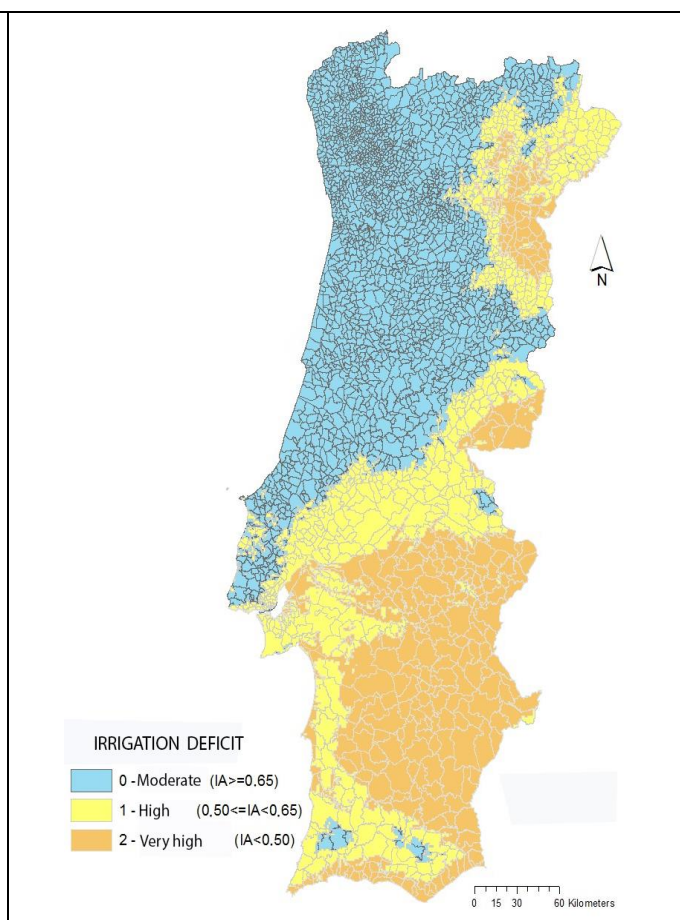 N
IRRIGATION DEFICIT
0 - Moderate (IA>=0.65)
1 - High (0,50<=IA<0,65)
2 - Very high (IA<0.50)
0 15 30 60 Kilometers